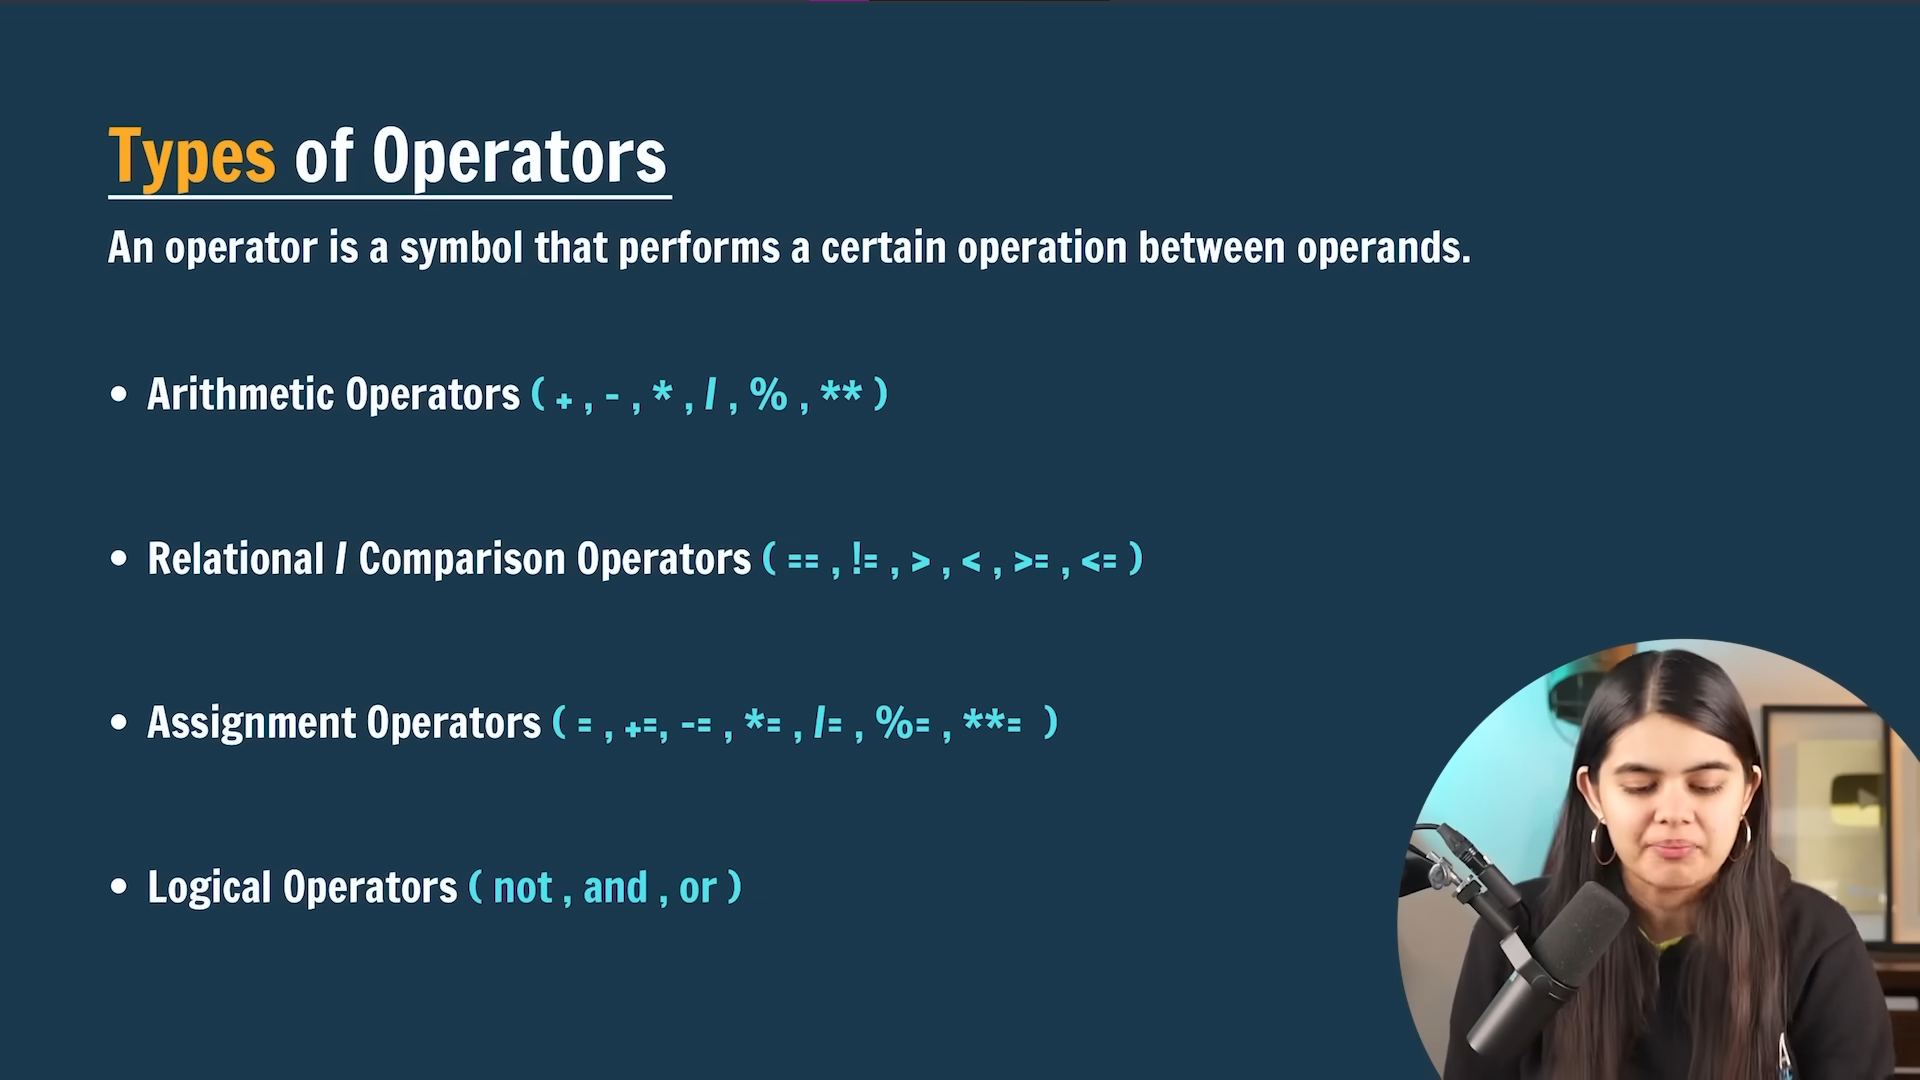 Types of Operators
An operator is a symbol that performs a certain operation between operands.
• Arithmetic Operators ( + , - , * , / , % , ** )
• Relational / Comparison Operators ( == , != , > , < , >= , <= )
• Assignment Operators ( = , +=, -= , *= , /= , %= , **= )
• Logical Operators ( not , and , or )